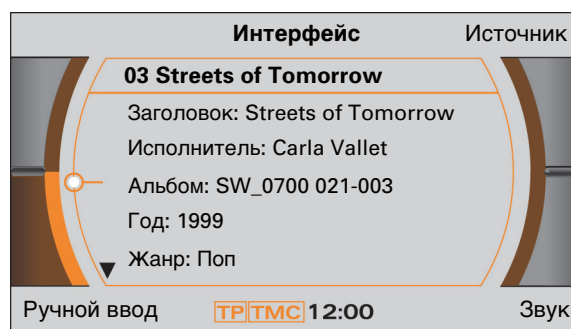 Интерфейс Источник
03 Streets of Tomorrow
Заголовок: Streets of Tomorrow
Исполнитель: Carla Vallet
Альбом: SW_0700 021-003
Год: 1999
Жанр: Поп
Ручной ввод TP TMC 12:00 Звук